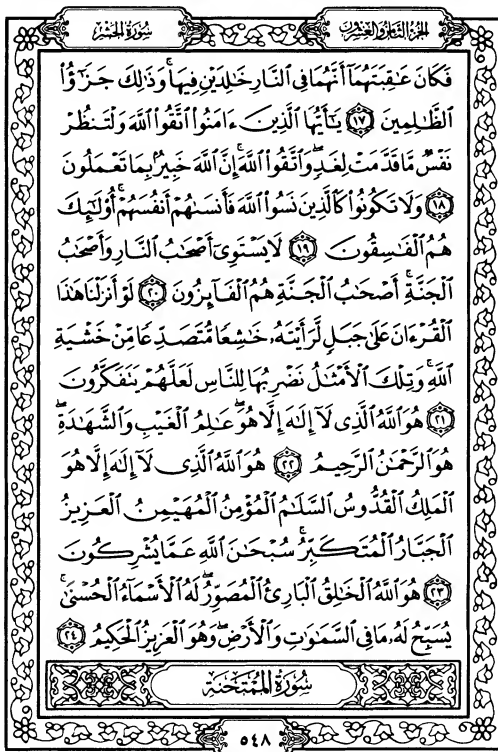 الجزء الثامن والعشرون
سورة الحشر
فَكَانَ عَٰقِبَتَهُمَآ أَنَّهُمَا فِى ٱلنَّارِ خَٰلِدَيْنِ فِيهَا ۚ وَذَٰلِكَ جَزَٰٓؤُا۟
ٱلظَّٰلِمِينَ ١٧ يَٰٓأَيُّهَا ٱلَّذِينَ ءَامَنُوا۟ ٱتَّقُوا۟ ٱللَّهَ وَلْتَنظُرْ
نَفْسٌ مَّا قَدَّمَتْ لِغَدٍ ۖ وَٱتَّقُوا۟ ٱللَّهَ ۚ إِنَّ ٱللَّهَ خَبِيرٌۢ بِمَا تَعْمَلُونَ
١٨ وَلَا تَكُونُوا۟ كَٱلَّذِينَ نَسُوا۟ ٱللَّهَ فَأَنسَىٰهُمْ أَنفُسَهُمْ ۚ أُو۟لَٰٓئِكَ
هُمُ ٱلْفَٰسِقُونَ ١٩ لَا يَسْتَوِىٓ أَصْحَٰبُ ٱلنَّارِ وَأَصْحَٰبُ
ٱلْجَنَّةِ ۚ أَصْحَٰبُ ٱلْجَنَّةِ هُمُ ٱلْفَآئِزُونَ ٢٠ لَوْ أَنزَلْنَا هَٰذَا
ٱلْقُرْءَانَ عَلَىٰ جَبَلٍ لَّرَأَيْتَهُۥ خَٰشِعًا مُّتَصَدِّعًا مِّنْ خَشْيَةِ
ٱللَّهِ ۚ وَتِلْكَ ٱلْأَمْثَٰلُ نَضْرِبُهَا لِلنَّاسِ لَعَلَّهُمْ يَتَفَكَّرُونَ
٢١ هُوَ ٱللَّهُ ٱلَّذِى لَآ إِلَٰهَ إِلَّا هُوَ ۖ عَٰلِمُ ٱلْغَيْبِ وَٱلشَّهَٰدَةِ ۖ
هُوَ ٱلرَّحْمَٰنُ ٱلرَّحِيمُ ٢٢ هُوَ ٱللَّهُ ٱلَّذِى لَآ إِلَٰهَ إِلَّا هُوَ
ٱلْمَلِكُ ٱلْقُدُّوسُ ٱلسَّلَٰمُ ٱلْمُؤْمِنُ ٱلْمُهَيْمِنُ ٱلْعَزِيزُ
ٱلْجَبَّارُ ٱلْمُتَكَبِّرُ ۚ سُبْحَٰنَ ٱللَّهِ عَمَّا يُشْرِكُونَ
٢٣ هُوَ ٱللَّهُ ٱلْخَٰلِقُ ٱلْبَارِئُ ٱلْمُصَوِّرُ ۖ لَهُ ٱلْأَسْمَآءُ ٱلْحُسْنَىٰ ۚ
يُسَبِّحُ لَهُۥ مَا فِى ٱلسَّمَٰوَٰتِ وَٱلْأَرْضِ ۖ وَهُوَ ٱلْعَزِيزُ ٱلْحَكِيمُ ٢٤
سُورَةُ المُمْتَحنَة
٥٤٨